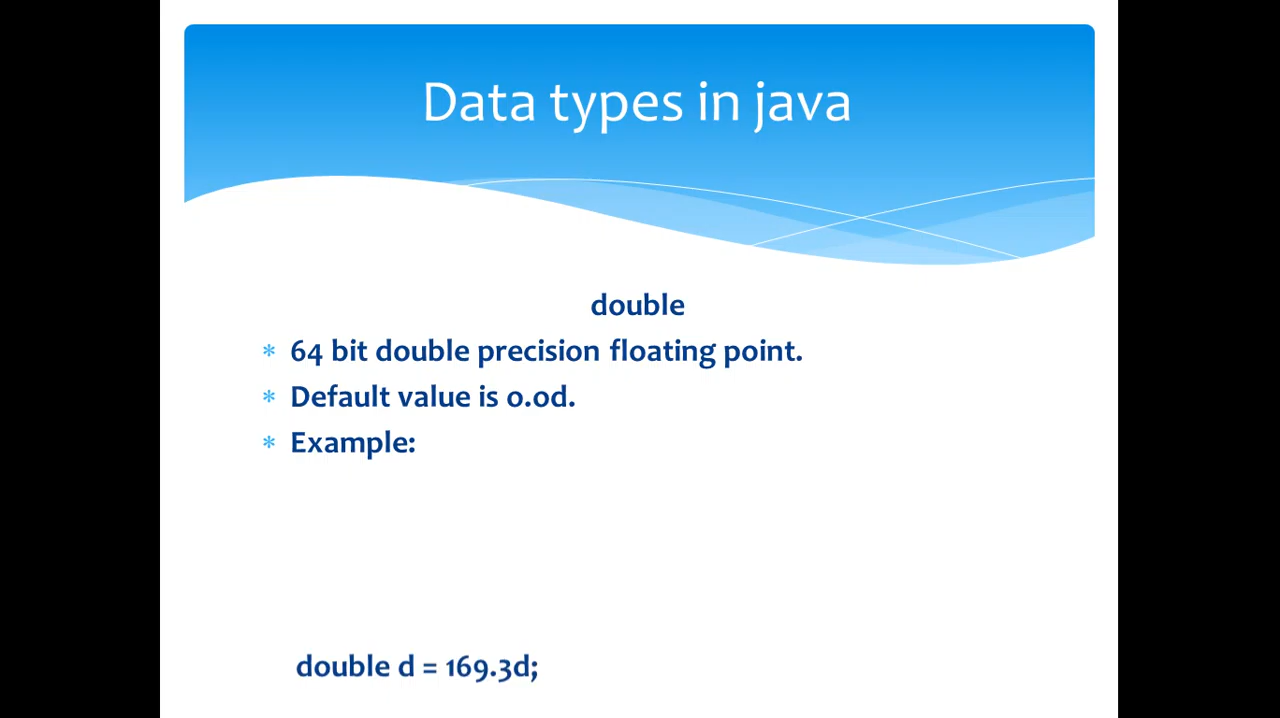 Data types in java
double
* 64 bit double precision floating point.
* Default value is 0.0d.
* Example:
double d = 169.3d;